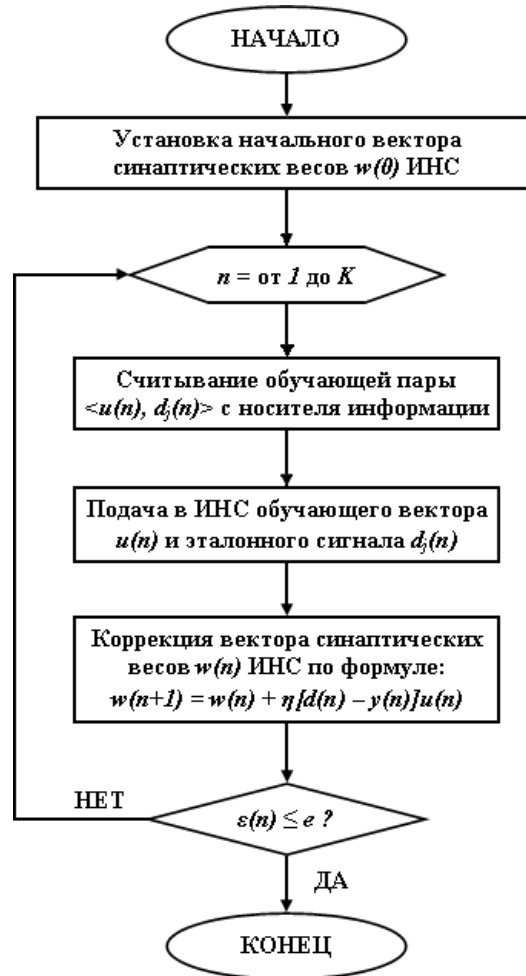 НАЧАЛО
Установка начального вектора
синаптических весов w(0) ИНС
n = от 1 до K
Считывание обучающей пары
<u(n), dj(n)> с носителя информации
Подача в ИНС обучающего вектора
u(n) и эталонного сигнала dj(n)
Коррекция вектора синаптических
весов w(n) ИНС по формуле:
w(n+1) = w(n) + η[d(n) – y(n)]u(n)
НЕТ
ε(n) ≤ e ?
ДА
КОНЕЦ